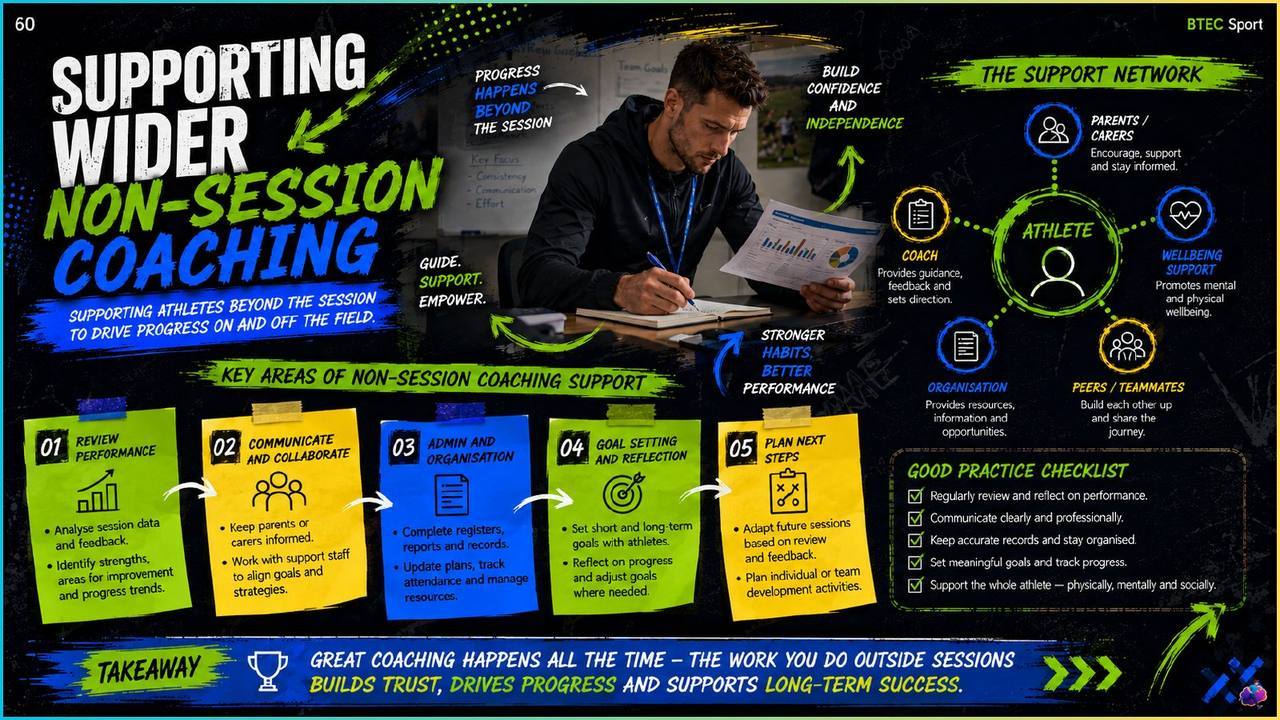 60
BTEC Sport
SUPPORTING
WIDER
NON-SESSION
COACHING
SUPPORTING ATHLETES BEYOND THE SESSION
TO DRIVE PROGRESS ON AND OFF THE FIELD.
PROGRESS
HAPPENS
BEYOND
THE SESSION
Team Goals
Key Focus
- Consistency
- Communication
- Effort
BUILD
CONFIDENCE
AND
INDEPENDENCE
GUIDE.
SUPPORT.
EMPOWER.
STRONGER
HABITS,
BETTER
PERFORMANCE
THE SUPPORT NETWORK
PARENTS /
CARERS
Encourage, support
and stay informed.
ATHLETE
COACH
Provides guidance,
feedback and
sets direction.
WELLBEING
SUPPORT
Promotes mental
and physical
wellbeing.
ORGANISATION
Provides resources,
information and
opportunities.
PEERS / TEAMMATES
Build each other up
and share the
journey.
KEY AREAS OF NON-SESSION COACHING SUPPORT
01 REVIEW
PERFORMANCE
• Analyse session data
and feedback.
• Identify strengths,
areas for improvement
and progress trends.
02 COMMUNICATE
AND COLLABORATE
• Keep parents or
carers informed.
• Work with support staff
to align goals and
strategies.
03 ADMIN AND
ORGANISATION
• Complete registers,
reports and records.
• Update plans, track
attendance and manage
resources.
04 GOAL SETTING
AND REFLECTION
• Set short and long-term
goals with athletes.
• Reflect on progress
and adjust goals
where needed.
05 PLAN NEXT
STEPS
• Adapt future sessions
based on review
and feedback.
• Plan individual or team
development activities.
GOOD PRACTICE CHECKLIST
Regularly review and reflect on performance.
Communicate clearly and professionally.
Keep accurate records and stay organised.
Set meaningful goals and track progress.
Support the whole athlete — physically, mentally and socially.
TAKEAWAY
GREAT COACHING HAPPENS ALL THE TIME – THE WORK YOU DO OUTSIDE SESSIONS
BUILDS TRUST, DRIVES PROGRESS AND SUPPORTS LONG-TERM SUCCESS.